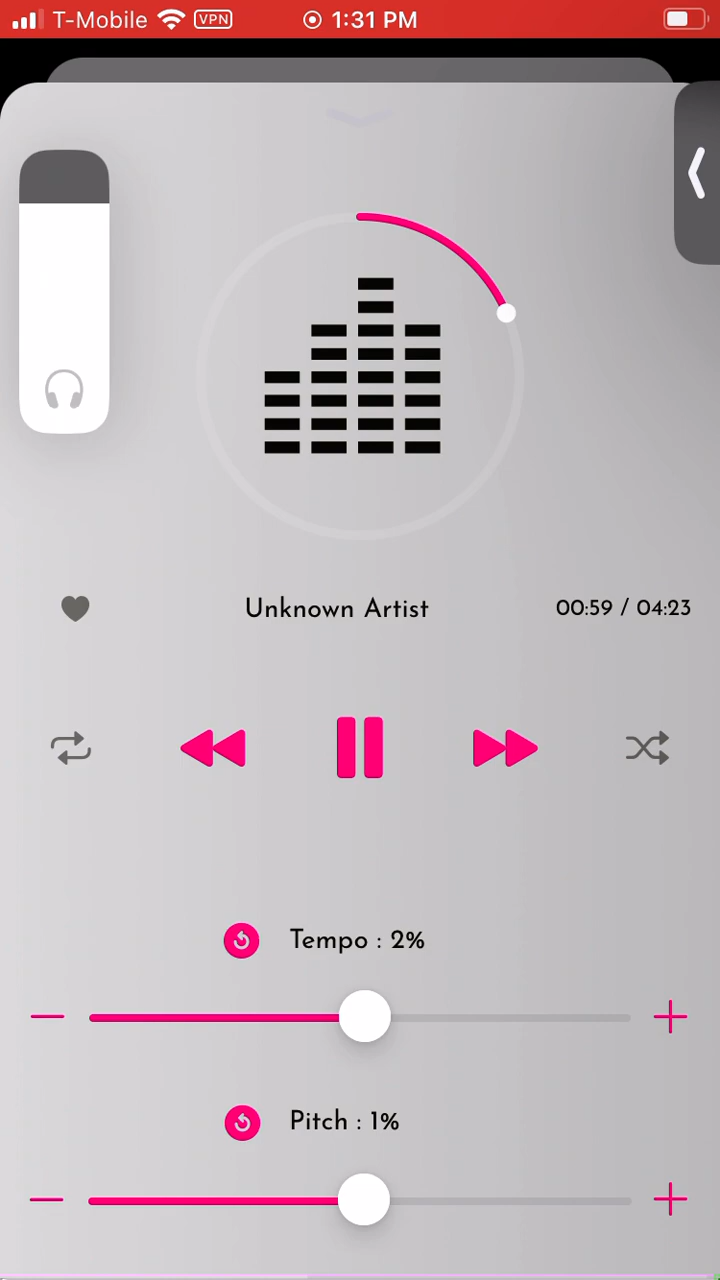 T-Mobile VPN 1:31 PM
Unknown Artist 00:59 / 04:23
Tempo : 2%
Pitch : 1%